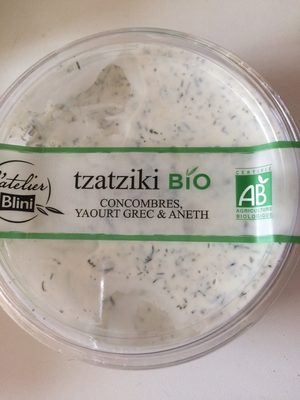 l'atelier
Blini
tzatziki BIO
CONCOMBRES,
YAOURT GREC & ANETH
CERTIFIÉ
AB
AGRICULTURE
BIOLOGIQUE